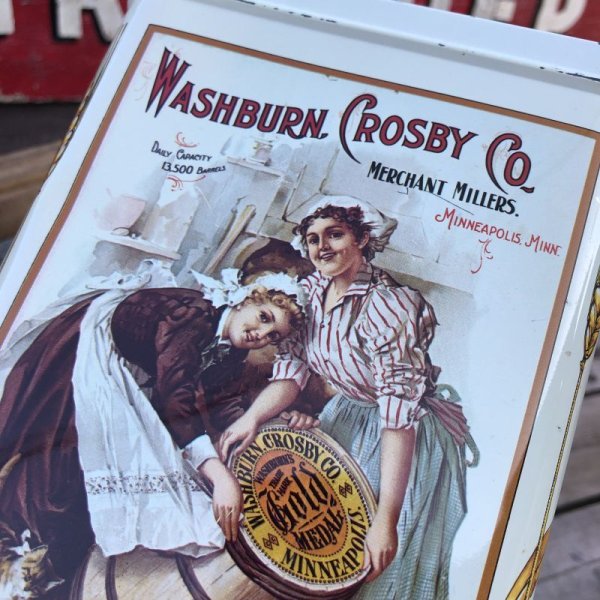 WASHBURN, CROSBY CO.
DAILY CAPACITY
13,500 BARRELS
MERCHANT MILLERS.
MINNEAPOLIS, MINN.
WASHBURN, CROSBY CO.
WASHBURN'S
Gold
MEDAL
MINNEAPOLIS.